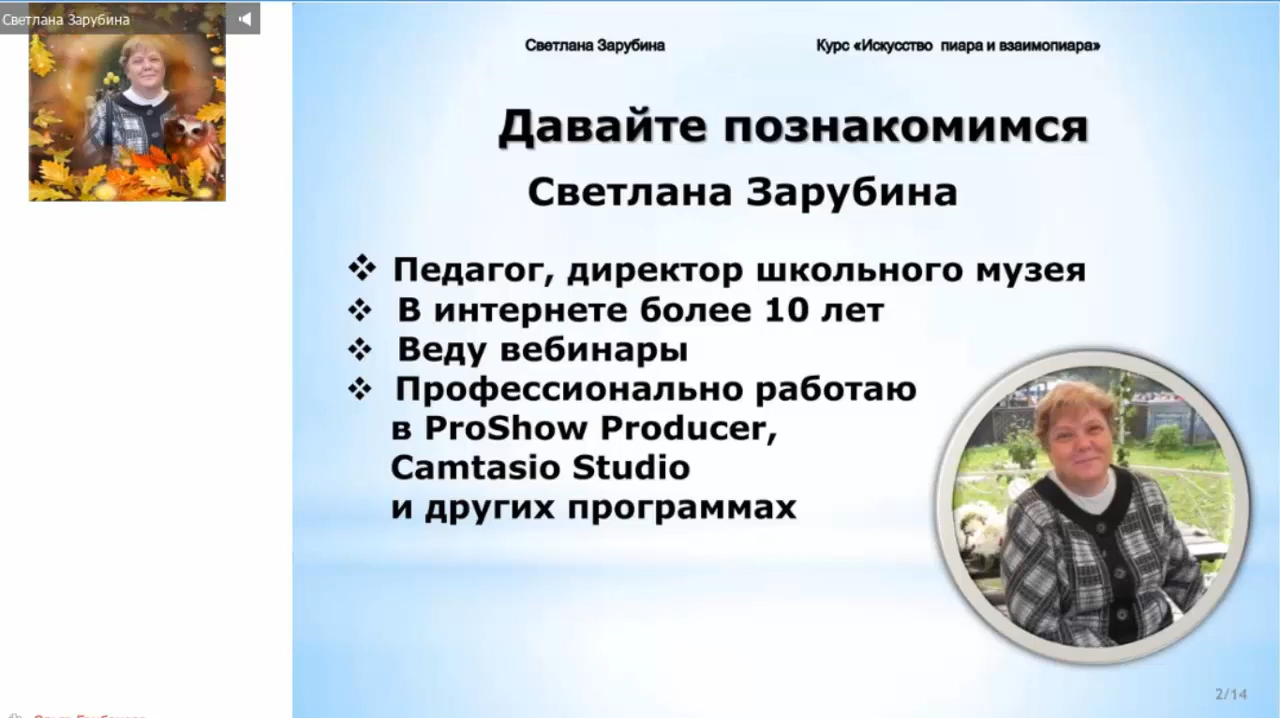 Светлана Зарубина
Светлана Зарубина Курс «Искусство пиара и взаимопиара»
Давайте познакомимся
Светлана Зарубина
❖ Педагог, директор школьного музея
❖ В интернете более 10 лет
❖ Веду вебинары
❖ Профессионально работаю
в ProShow Producer,
Camtasio Studio
и других программах
2/14